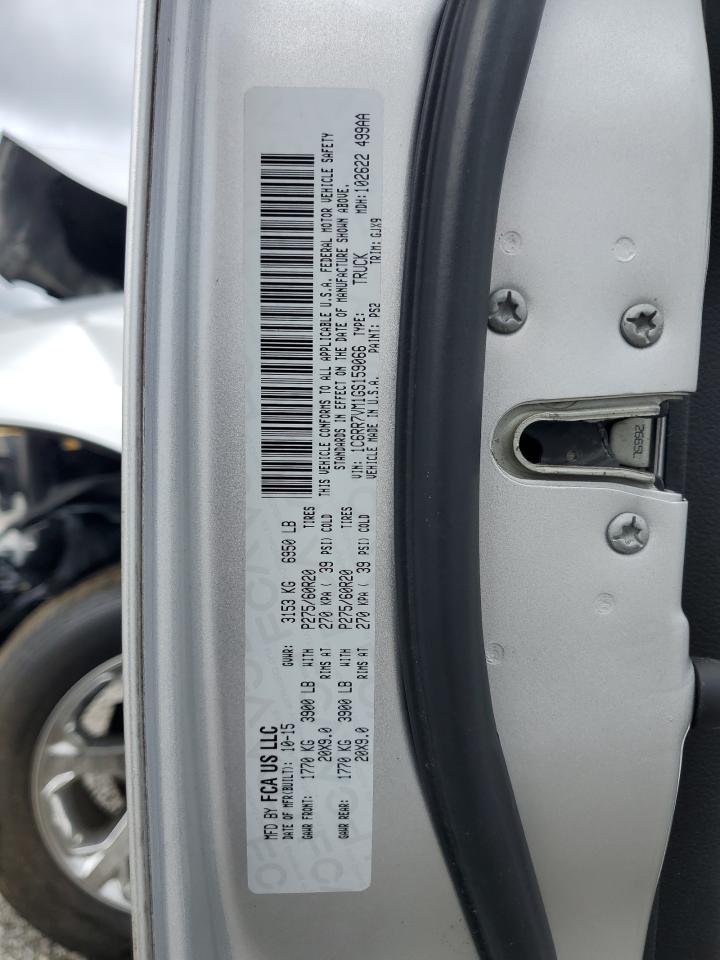 MFD BY FCA US LLC
DATE OF MFR(BUILT): 10-15 GVWR: 3153 KG 6950 LB
GAWR FRONT: 1770 KG 3900 LB WITH P275/60R20 TIRES
20X9.0 RIMS AT 270 KPA ( 39 PSI) COLD
GAWR REAR: 1770 KG 3900 LB WITH P275/60R20 TIRES
20X9.0 RIMS AT 270 KPA ( 39 PSI) COLD
THIS VEHICLE CONFORMS TO ALL APPLICABLE U.S.A. FEDERAL MOTOR VEHICLE SAFETY
STANDARDS IN EFFECT ON THE DATE OF MANUFACTURE SHOWN ABOVE.
VIN: 1C6RR7VM1GS159066 TYPE: TRUCK MDH:102622 499AA
VEHICLE MADE IN U.S.A. PAINT: PS2 TRIM: GJX9